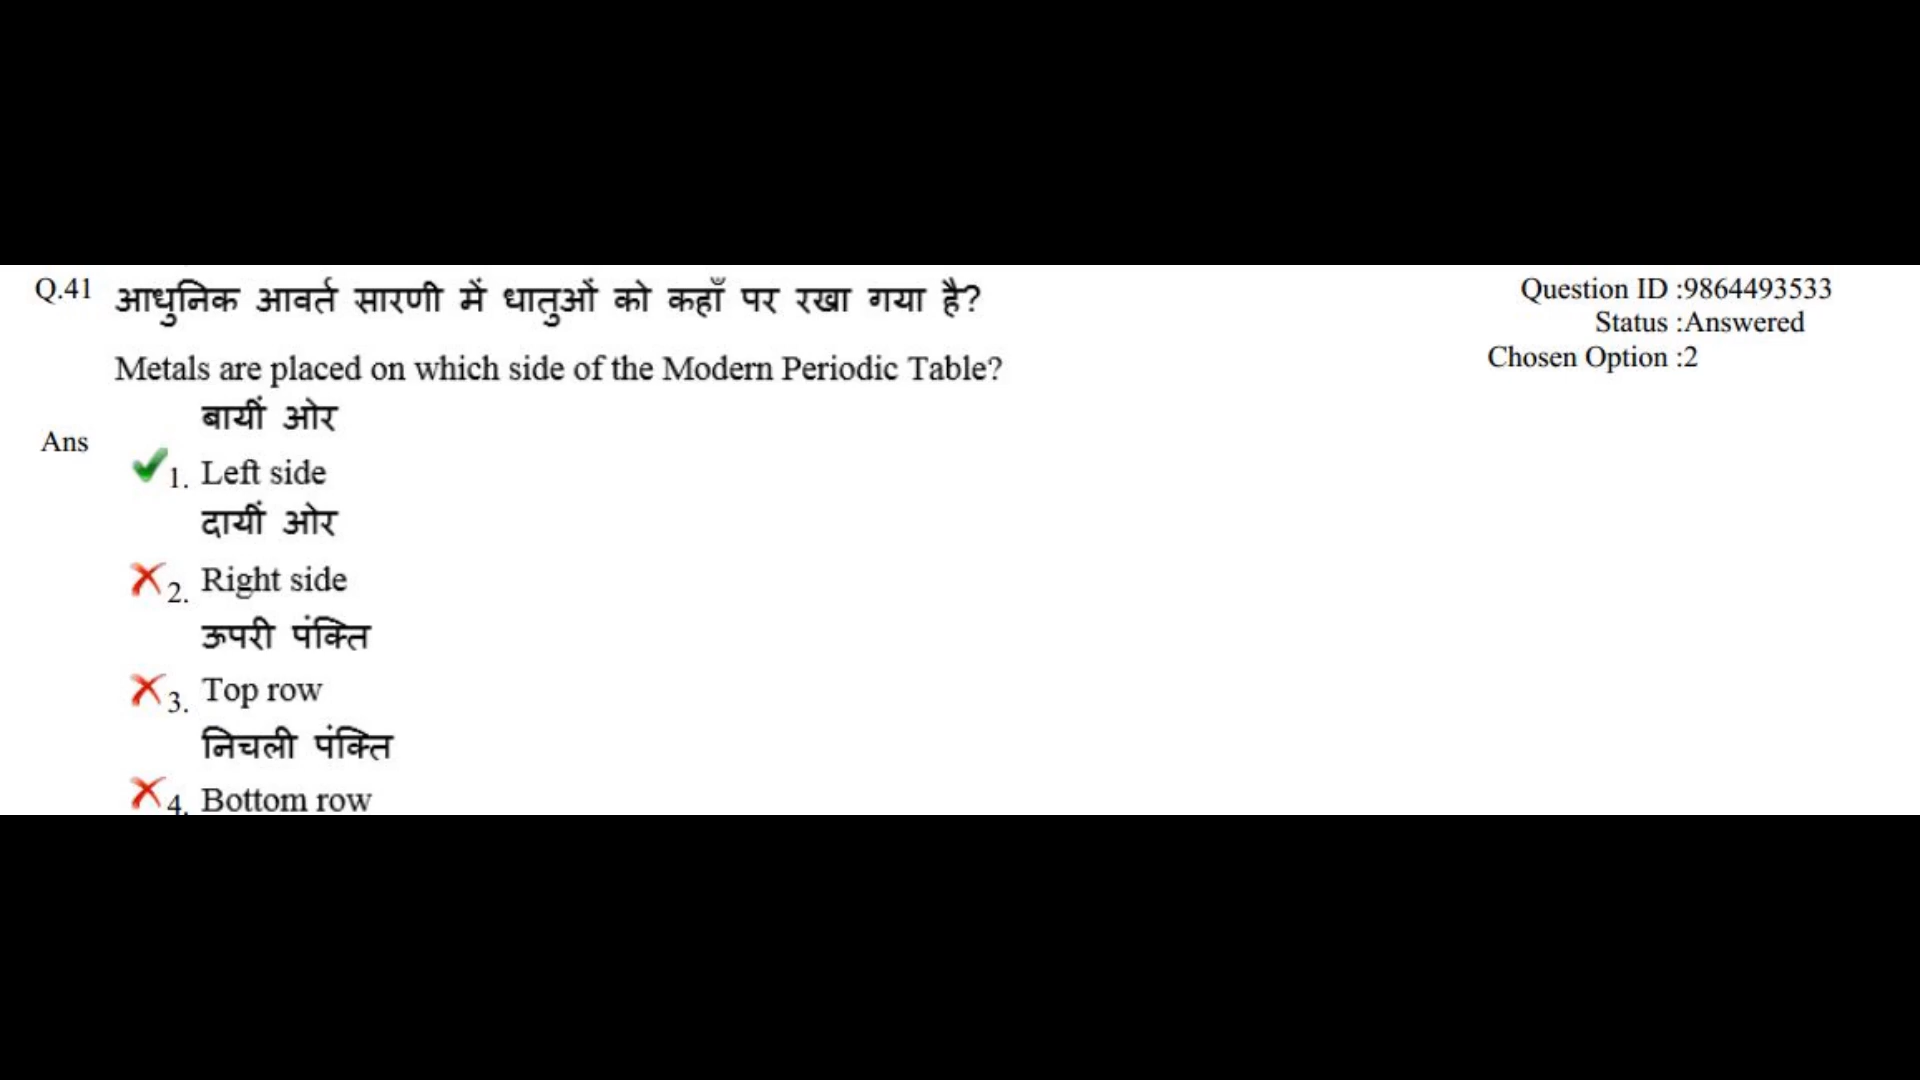 Q.41 आधुनिक आवर्त सारणी में धातुओं को कहाँ पर रखा गया है?
Metals are placed on which side of the Modern Periodic Table?
Ans
बायीं ओर
1. Left side
दायीं ओर
2. Right side
ऊपरी पंक्ति
3. Top row
निचली पंक्ति
4. Bottom row
Question ID :9864493533
Status :Answered
Chosen Option :2